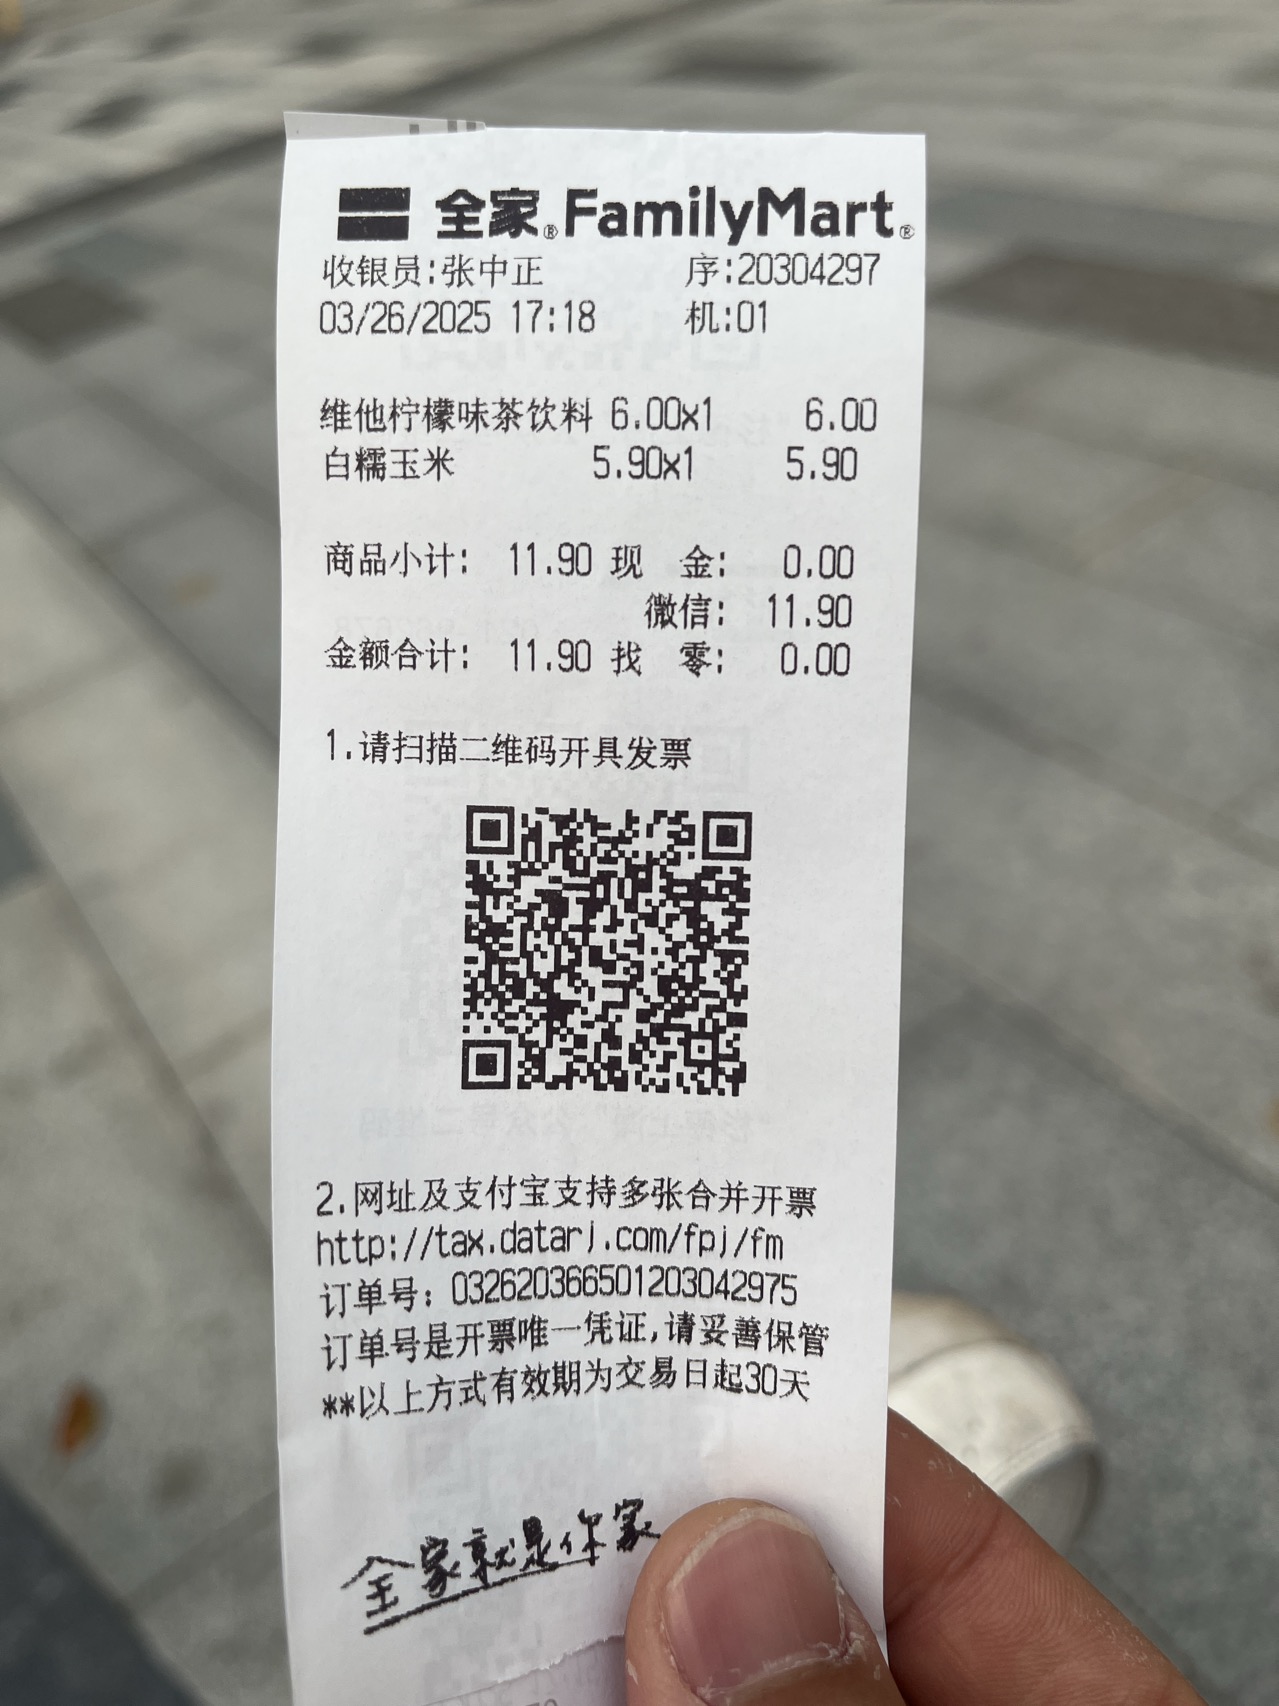 全家® FamilyMart®
收银员:张中正 序:20304297
03/26/2025 17:18 机:01
维他柠檬味茶饮料 6.00x1 6.00
白糯玉米 5.90x1 5.90
商品小计: 11.90 现 金: 0.00
微信: 11.90
金额合计: 11.90 找 零: 0.00
1.请扫描二维码开具发票
2.网址及支付宝支持多张合并开票
http://tax.datarj.com/fpj/fm
订单号: 032620366501203042975
订单号是开票唯一凭证,请妥善保管
**以上方式有效期为交易日起30天
全家就是你家